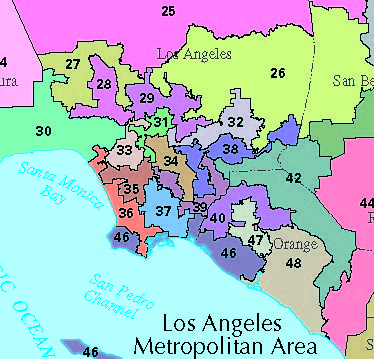 25
4
Los Angeles
27
26
ura
28
San Be
29
31
32
30
33
34
38
Santa Monica
Bay
35
42
36
44
40
39
37
R
46
47
Orange
46
48
San Pedro
Channel
IC OCEAN
Los Angeles
Metropolitan Area
46
S